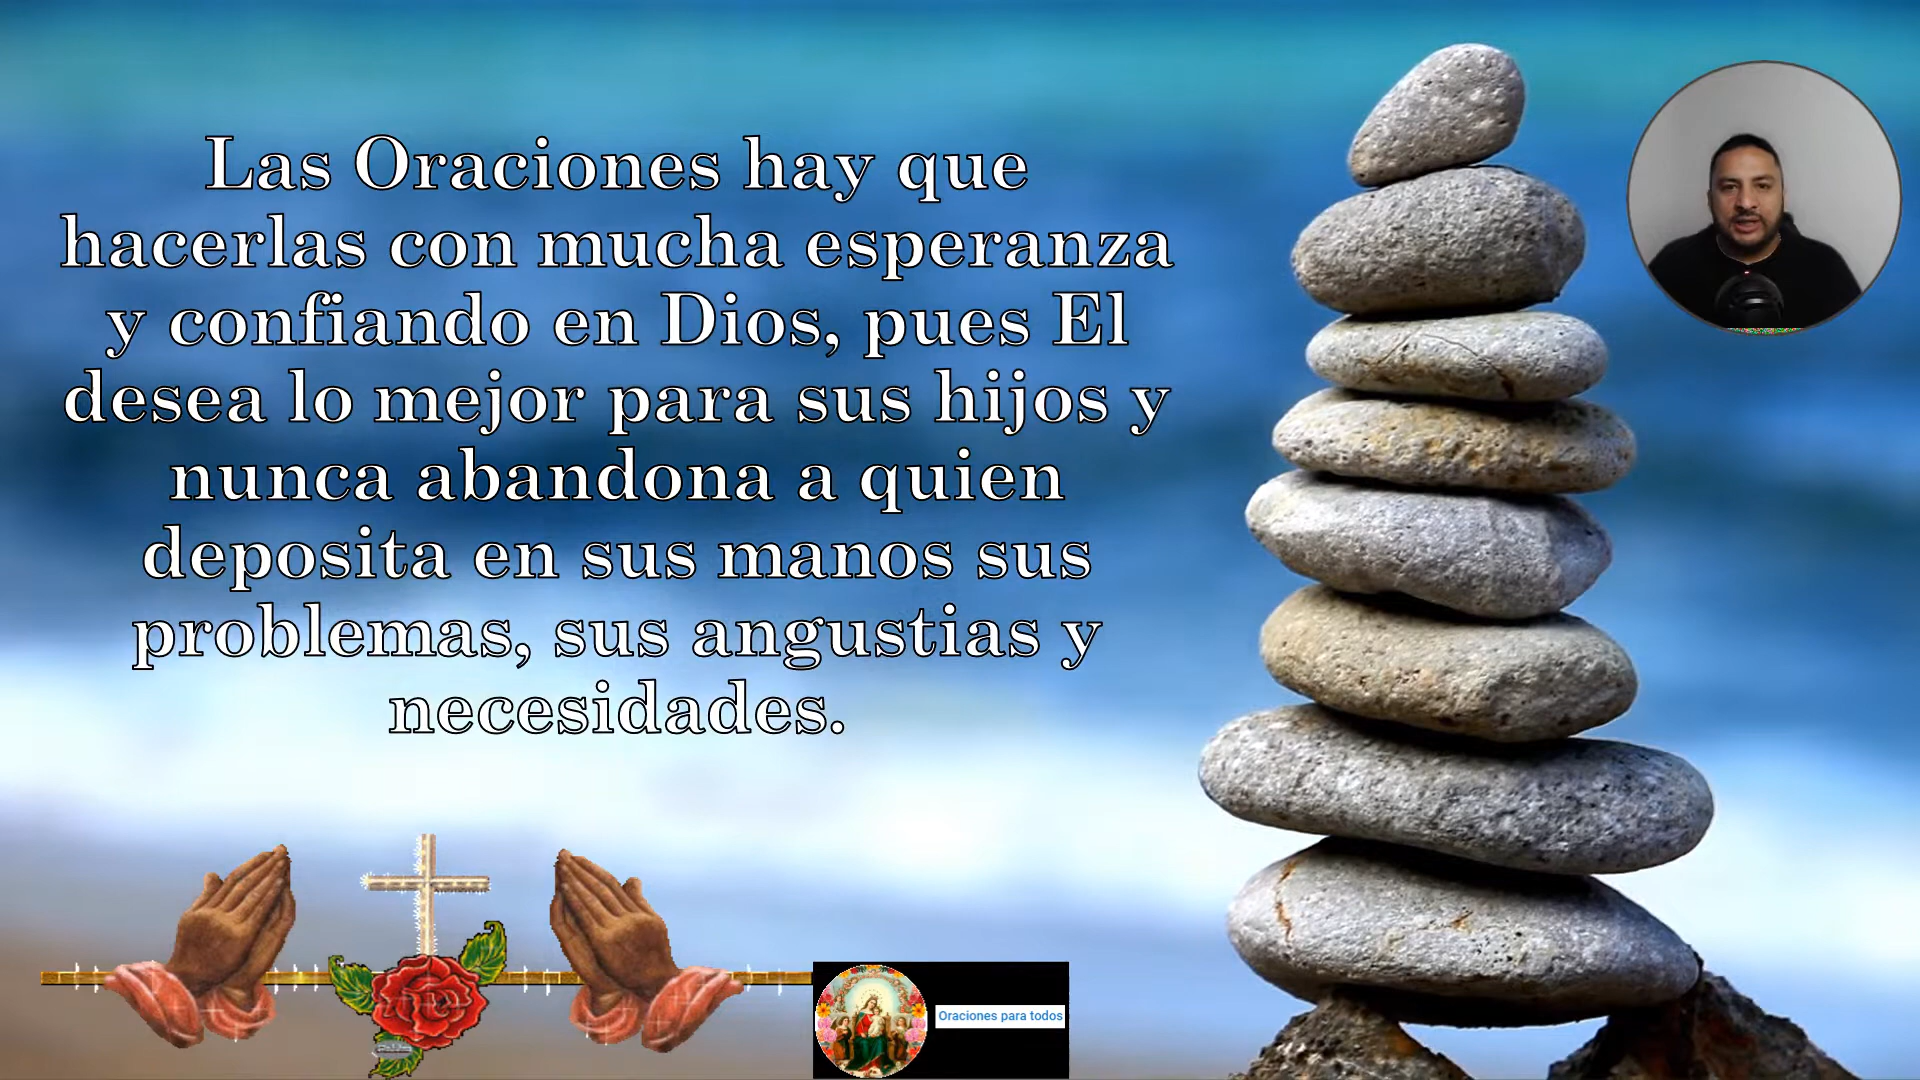 Las Oraciones hay que
hacerlas con mucha esperanza
y confiando en Dios, pues El
desea lo mejor para sus hijos y
nunca abandona a quien
deposita en sus manos sus
problemas, sus angustias y
necesidades.
Oraciones para todos